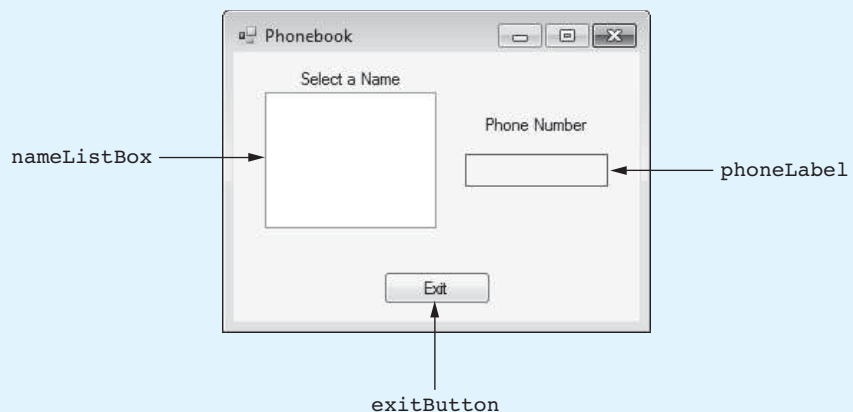 Phonebook
Select a Name
Phone Number
nameListBox
phoneLabel
Exit
exitButton